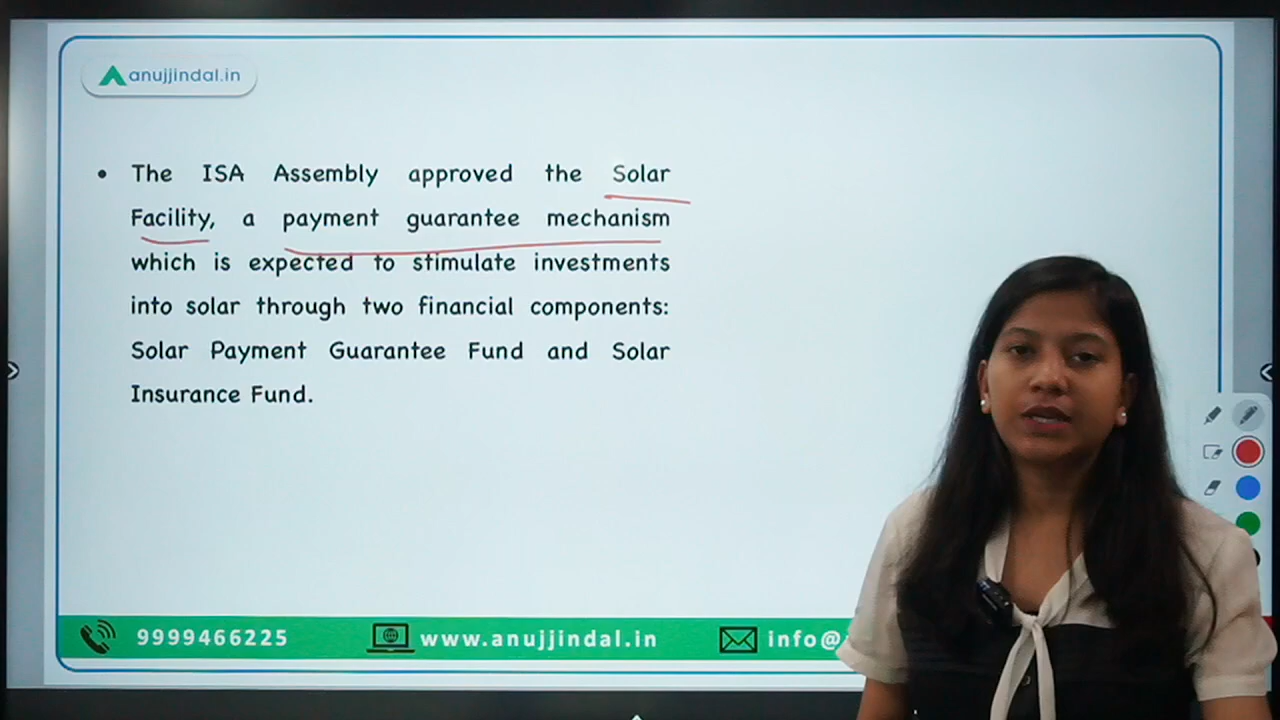 anujjindal.in
• The ISA Assembly approved the Solar
Facility, a payment guarantee mechanism
which is expected to stimulate investments
into solar through two financial components:
Solar Payment Guarantee Fund and Solar
Insurance Fund.
9999466225 www.anujjindal.in info@